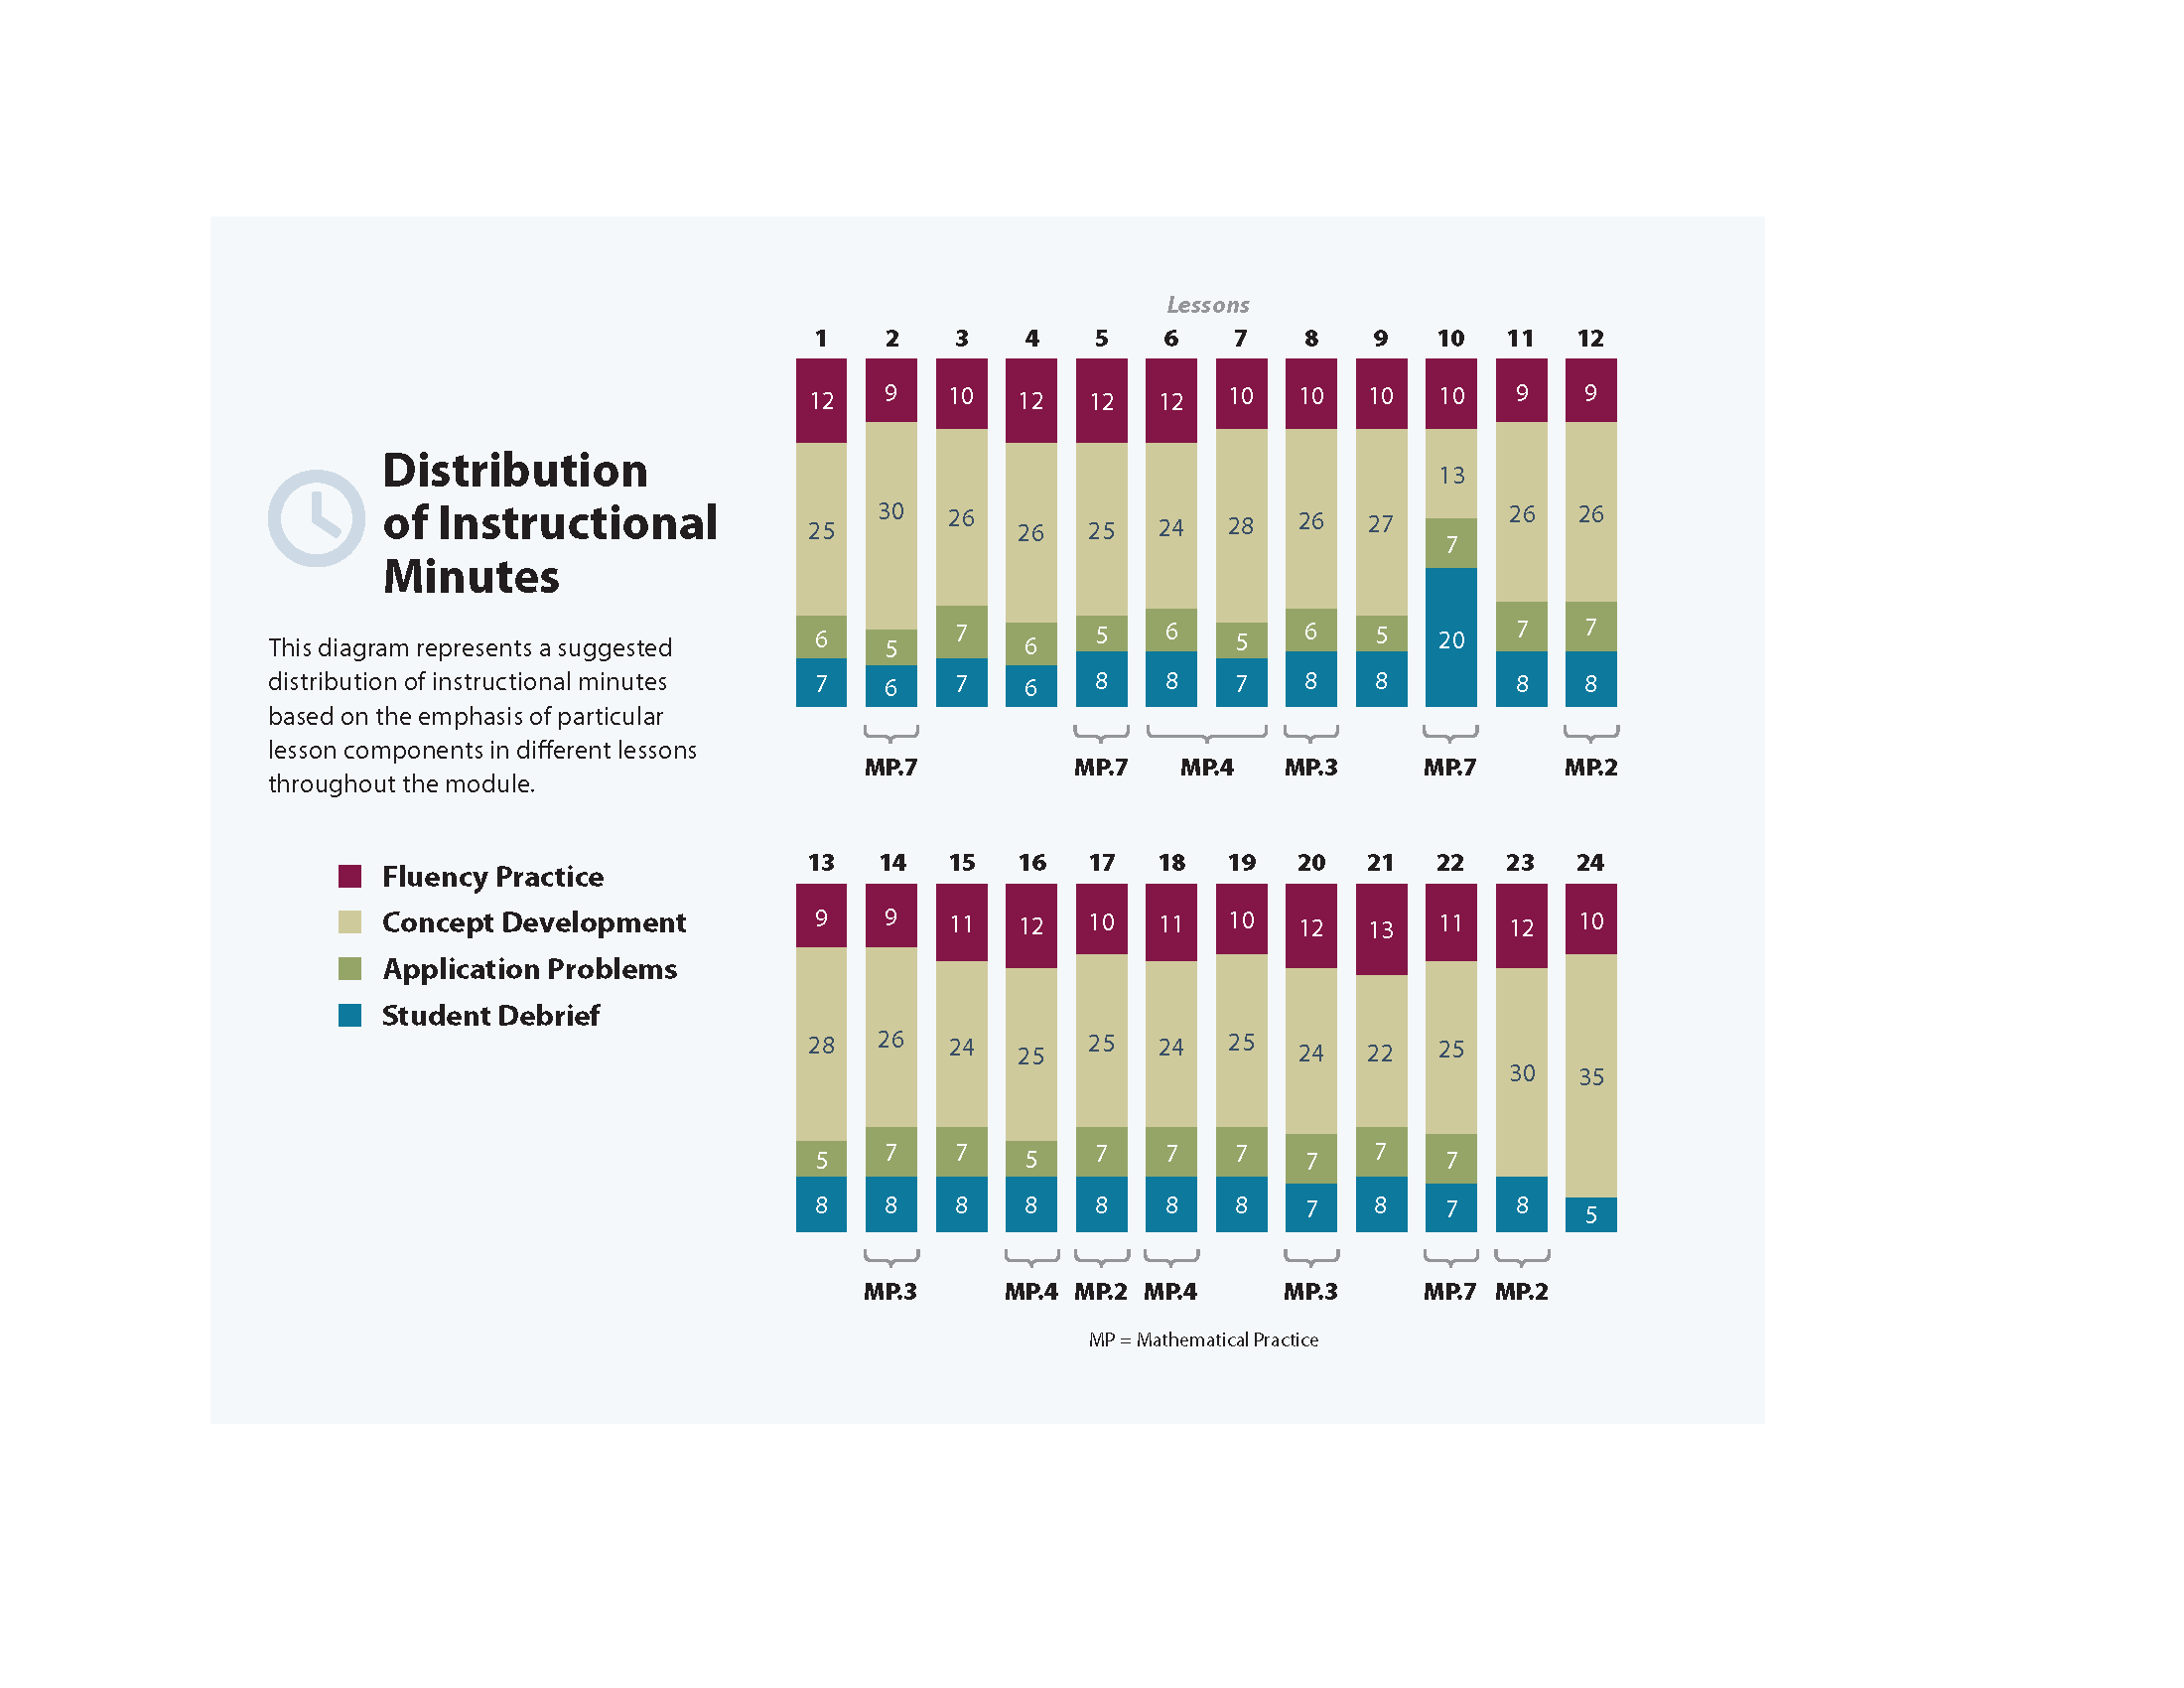 Distribution
of Instructional
Minutes
This diagram represents a suggested
distribution of instructional minutes
based on the emphasis of particular
lesson components in different lessons
throughout the module.
Fluency Practice
Concept Development
Application Problems
Student Debrief
Lessons
1 2 3 4 5 6 7 8 9 10 11 12
12 9 10 12 12 12 10 10 10 10 9 9
25 30 26 26 25 24 28 26 27 13 26 26
6 5 7 6 5 6 5 6 5 7 7 7
7 6 7 6 8 8 7 8 8 20 8 8
MP.7 MP.7 MP.4 MP.3 MP.7 MP.2
13 14 15 16 17 18 19 20 21 22 23 24
9 9 11 12 10 11 10 12 13 11 12 10
28 26 24 25 25 24 25 24 22 25 30 35
5 7 7 5 7 7 7 7 7 7
8 8 8 8 8 8 8 7 8 7 8 5
MP.3 MP.4 MP.2 MP.4 MP.3 MP.7 MP.2
MP = Mathematical Practice